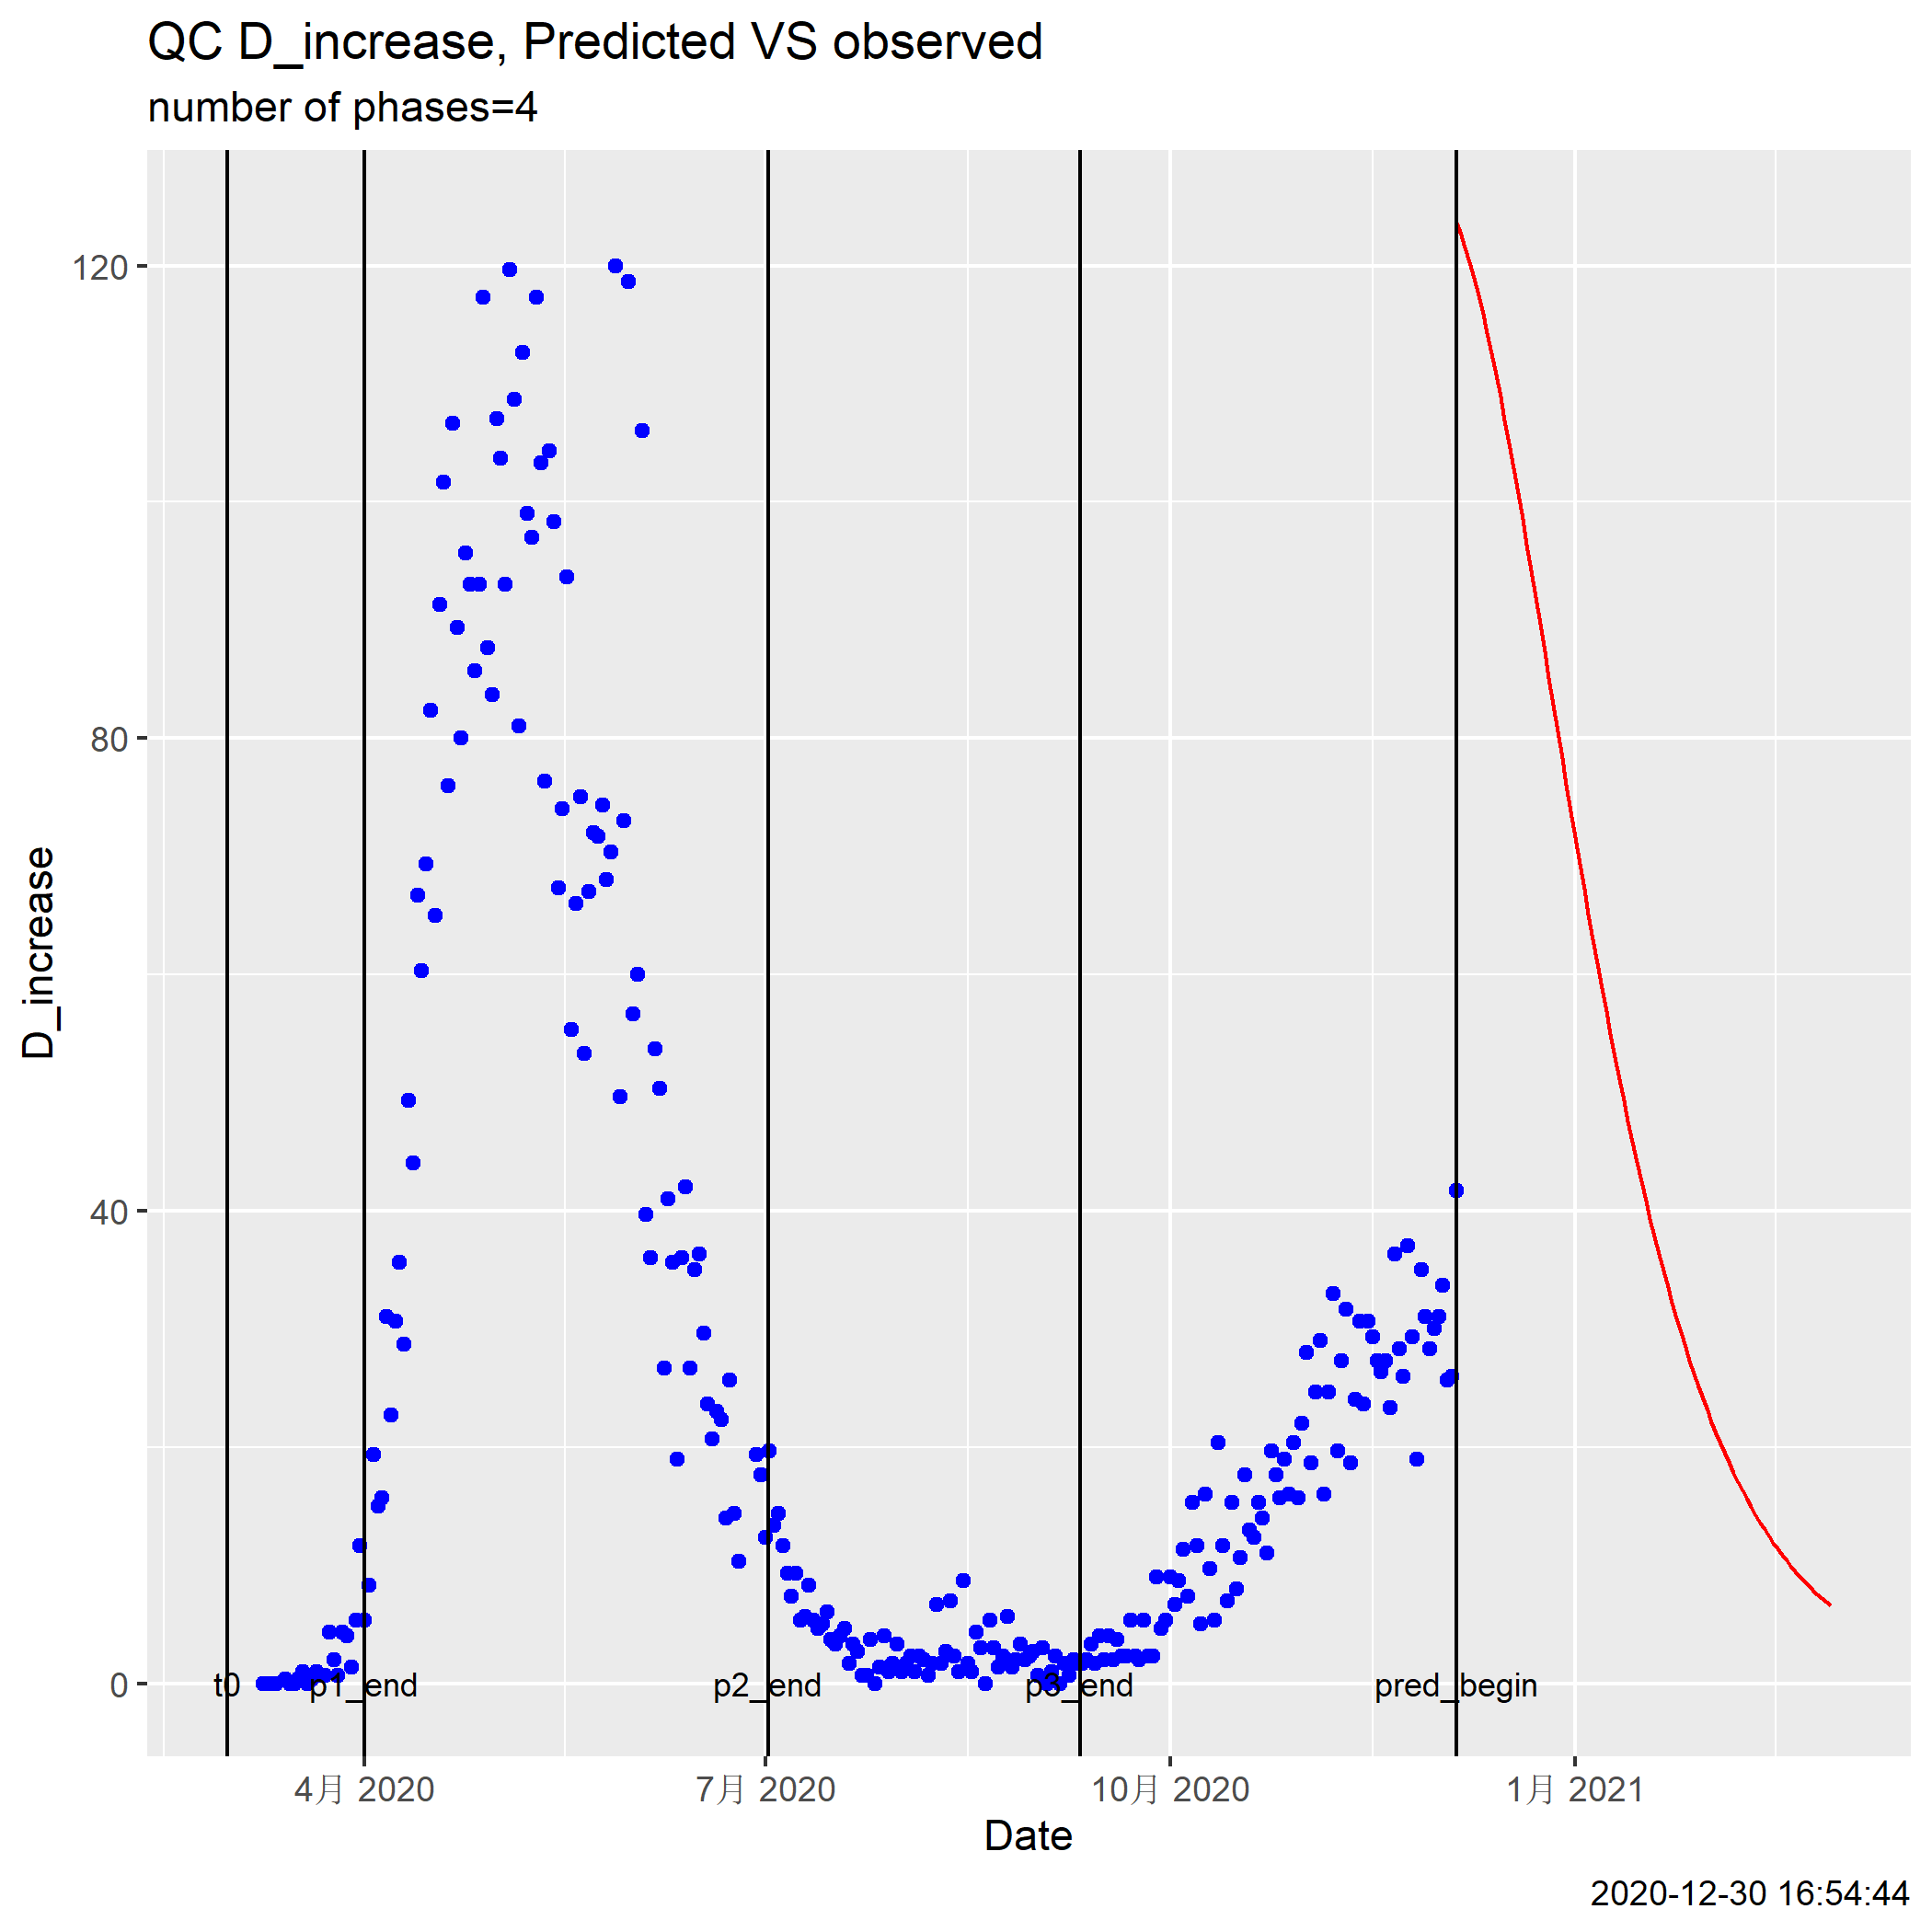 QC D_increase, Predicted VS observed
number of phases=4
D_increase
120
80
40
0
t0
p1_end
p2_end
p3_end
pred_begin
4月 2020
7月 2020
10月 2020
1月 2021
Date
2020-12-30 16:54:44